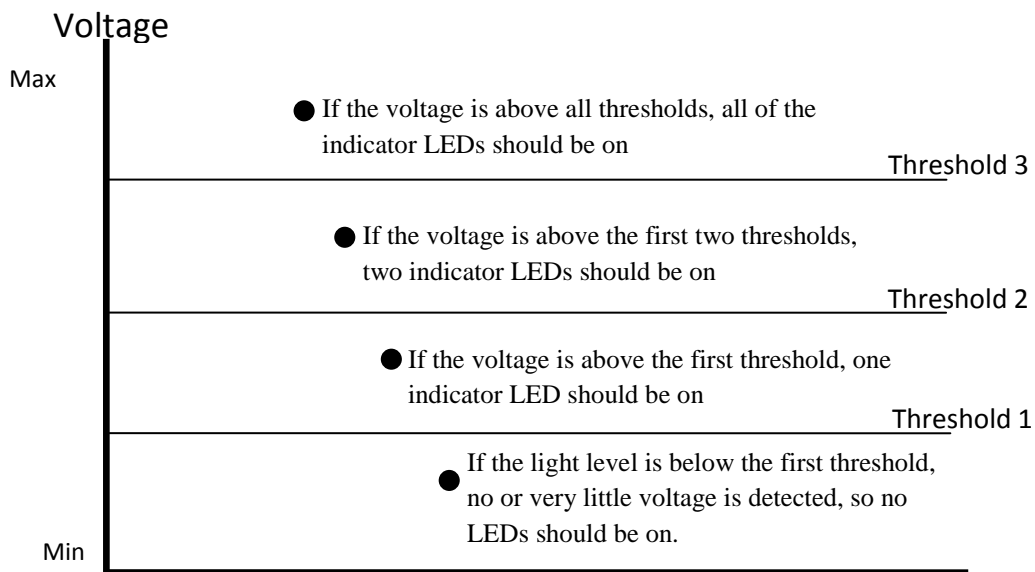 Voltage
Max
If the voltage is above all thresholds, all of the
indicator LEDs should be on
Threshold 3
If the voltage is above the first two thresholds,
two indicator LEDs should be on
Threshold 2
If the voltage is above the first threshold, one
indicator LED should be on
Threshold 1
If the light level is below the first threshold,
no or very little voltage is detected, so no
LEDs should be on.
Min